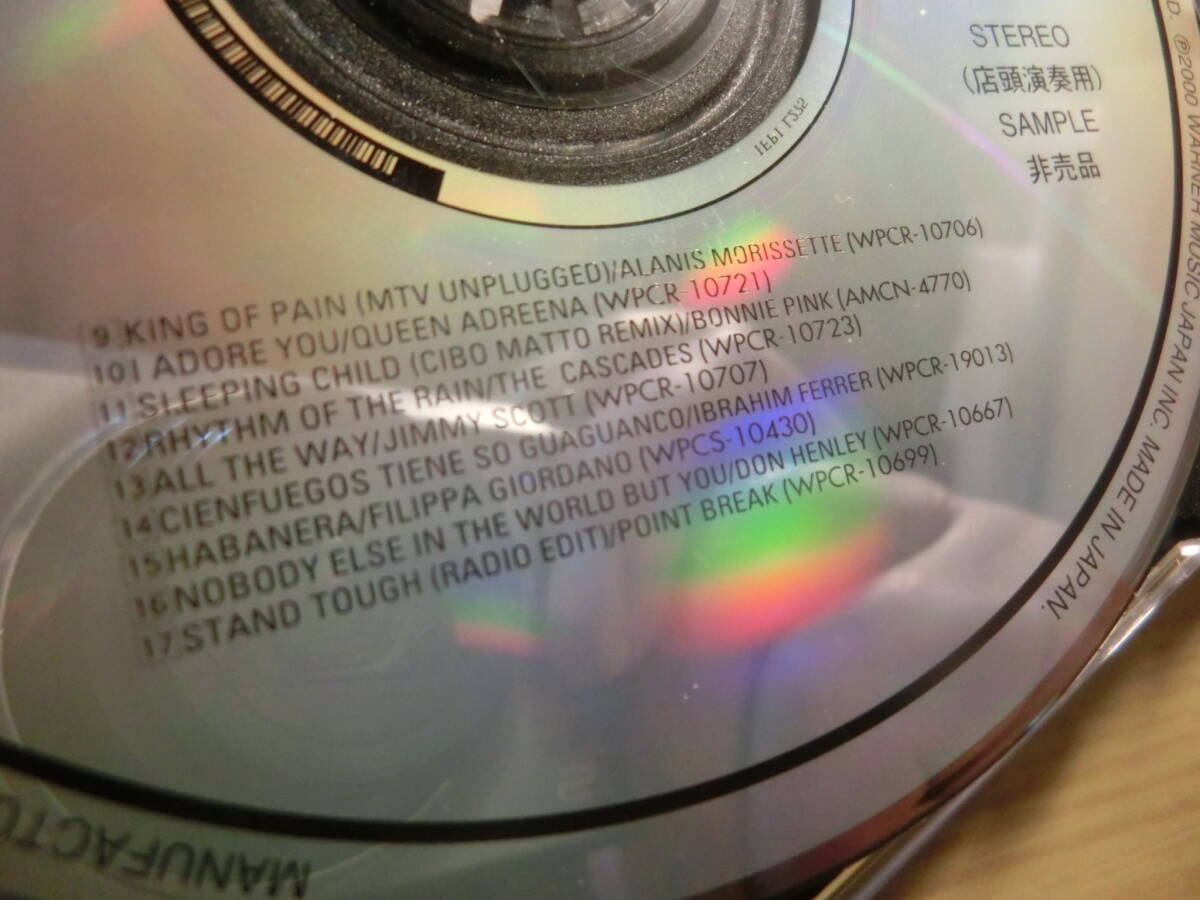 STEREO
(店頭演奏用)
SAMPLE
非売品
9 KING OF PAIN (MTV UNPLUGGED)/ALANIS MORISSETTE (WPCR-10706)
10 I ADORE YOU/QUEEN ADREENA (WPCR-10721)
11 SLEEPING CHILD (CIBO MATTO REMIX)/BONNIE PINK (AMCN-4770)
12 RHYTHM OF THE RAIN/THE CASCADES (WPCR-10723)
13 ALL THE WAY/JIMMY SCOTT (WPCR-10707)
14 CIENFUEGOS TIENE SO GUAGUANCO/IBRAHIM FERRER (WPCR-19013)
15 HABANERA/FILIPPA GIORDANO (WPCS-10430)
16 NOBODY ELSE IN THE WORLD BUT YOU/DON HENLEY (WPCR-10667)
17 STAND TOUGH (RADIO EDIT)/POINT BREAK (WPCR-10699)
D. ℗2000 WARNER MUSIC JAPAN INC. MADE IN JAPAN.
MANUFACTU